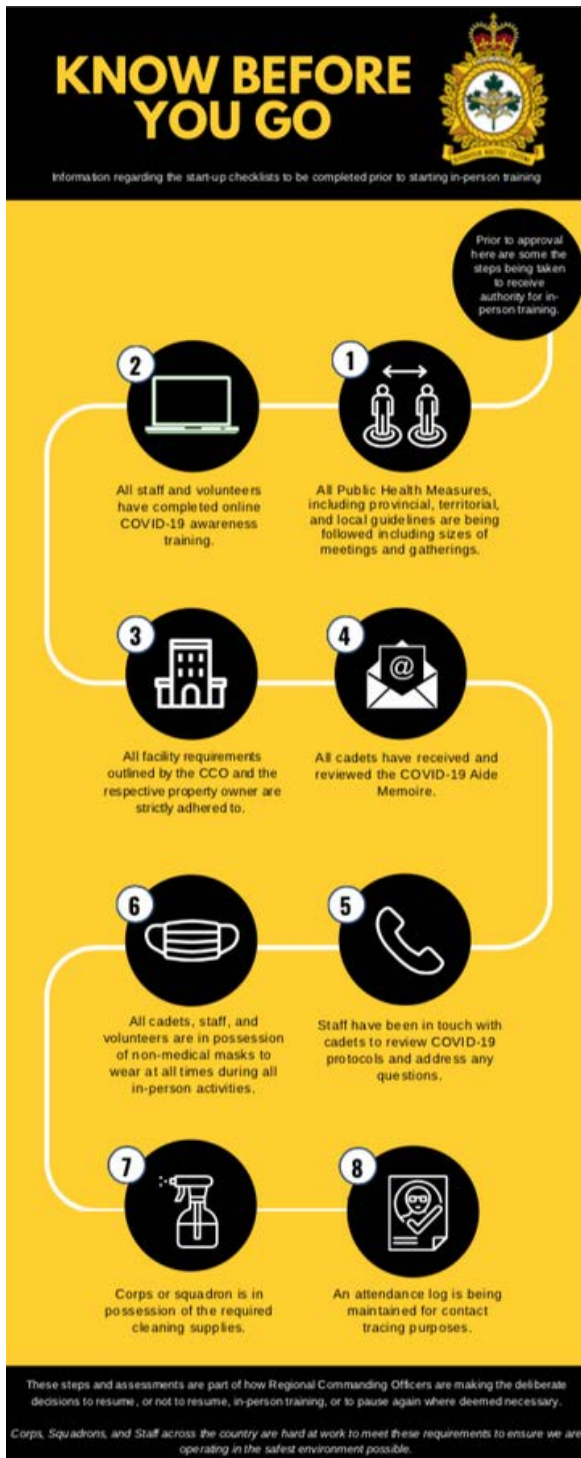 KNOW BEFORE
YOU GO
Information regarding the start-up checklists to be completed prior to starting in-person training
Prior to approval
here are some the
steps being taken
to receive
authority for in-
person training.
1
All Public Health Measures,
including provincial, territorial,
and local guidelines are being
followed including sizes of
meetings and gatherings.
2
All staff and volunteers
have completed online
COVID-19 awareness
training.
3
All facility requirements
outlined by the CCO and the
respective property owner are
strictly adhered to.
4
@
All cadets have received and
reviewed the COVID-19 Aide
Memoire.
5
Staff have been in touch with
cadets to review COVID-19
protocols and address any
questions.
6
All cadets, staff, and
volunteers are in possession
of non-medical masks to
wear at all times during all
in-person activities.
7
Corps or squadron is in
possession of the required
cleaning supplies.
8
An attendance log is being
maintained for contact
tracing purposes.
These steps and assessments are part of how Regional Commanding Officers are making the deliberate
decisions to resume, or not to resume, in-person training, or to pause again where deemed necessary.
Corps, Squadrons, and Staff across the country are hard at work to meet these requirements to ensure we are
operating in the safest environment possible.